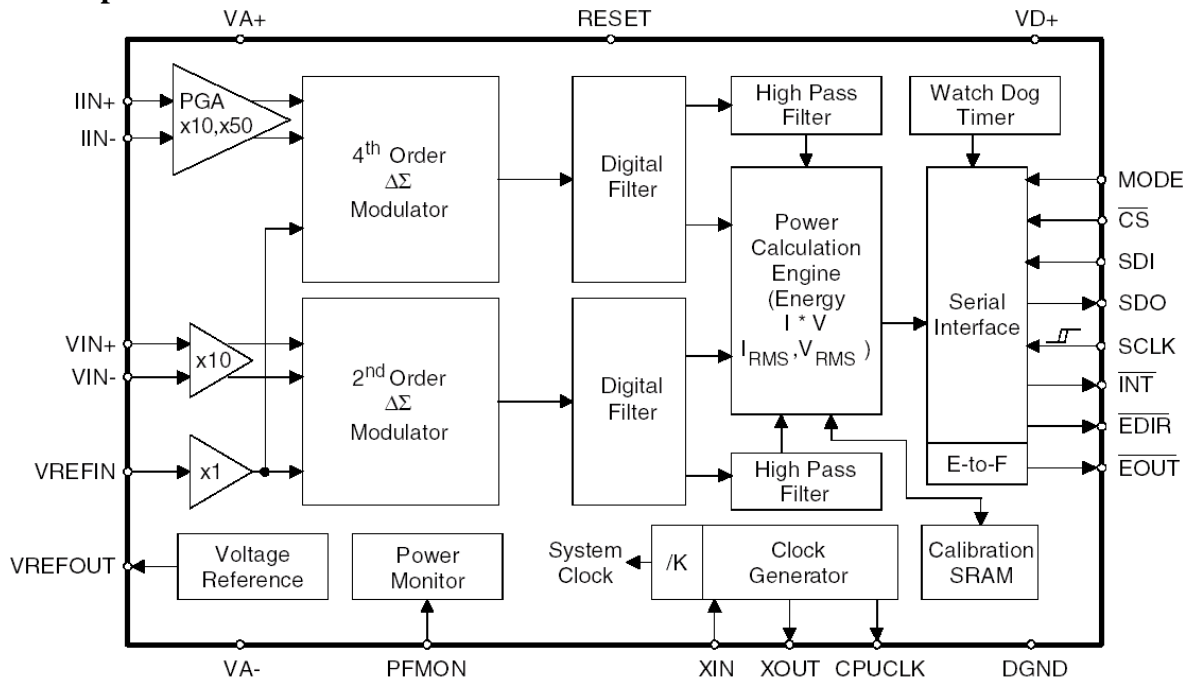 VA+
RESET
VD+
IIN+
IIN-
PGA
x10,x50
4th Order
ΔΣ
Modulator
Digital
Filter
High Pass
Filter
Watch Dog
Timer
Power
Calculation
Engine
(Energy
I * V
IRMS,VRMS )
Serial
Interface
MODE
CS
SDI
SDO
SCLK
INT
EDIR
EOUT
E-to-F
VIN+
VIN-
x10
2nd Order
ΔΣ
Modulator
Digital
Filter
VREFIN
x1
High Pass
Filter
VREFOUT
Voltage
Reference
Power
Monitor
System
Clock
/K
Clock
Generator
Calibration
SRAM
VA-
PFMON
XIN
XOUT
CPUCLK
DGND